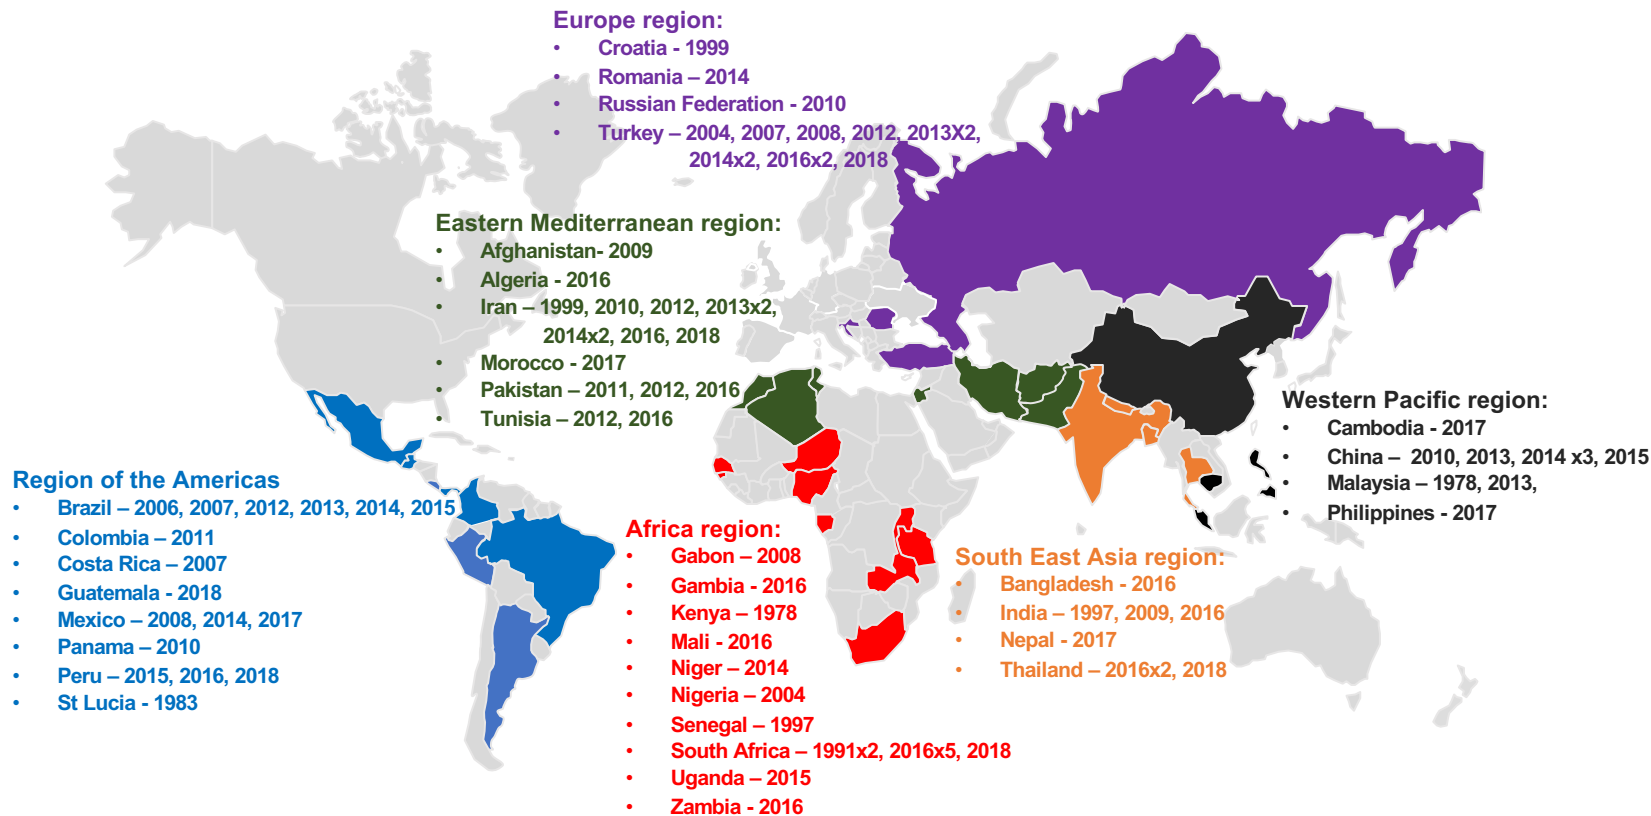 Europe region:
• Croatia - 1999
• Romania – 2014
• Russian Federation - 2010
• Turkey – 2004, 2007, 2008, 2012, 2013X2,
2014x2, 2016x2, 2018
Eastern Mediterranean region:
• Afghanistan- 2009
• Algeria - 2016
• Iran – 1999, 2010, 2012, 2013x2,
2014x2, 2016, 2018
• Morocco - 2017
• Pakistan – 2011, 2012, 2016
• Tunisia – 2012, 2016
Western Pacific region:
• Cambodia - 2017
• China – 2010, 2013, 2014 x3, 2015
• Malaysia – 1978, 2013,
• Philippines - 2017
Region of the Americas
• Brazil – 2006, 2007, 2012, 2013, 2014, 2015
• Colombia – 2011
• Costa Rica – 2007
• Guatemala - 2018
• Mexico – 2008, 2014, 2017
• Panama – 2010
• Peru – 2015, 2016, 2018
• St Lucia - 1983
Africa region:
• Gabon – 2008
• Gambia - 2016
• Kenya – 1978
• Mali - 2016
• Niger – 2014
• Nigeria – 2004
• Senegal – 1997
• South Africa – 1991x2, 2016x5, 2018
• Uganda – 2015
• Zambia - 2016
South East Asia region:
• Bangladesh - 2016
• India – 1997, 2009, 2016
• Nepal - 2017
• Thailand – 2016x2, 2018